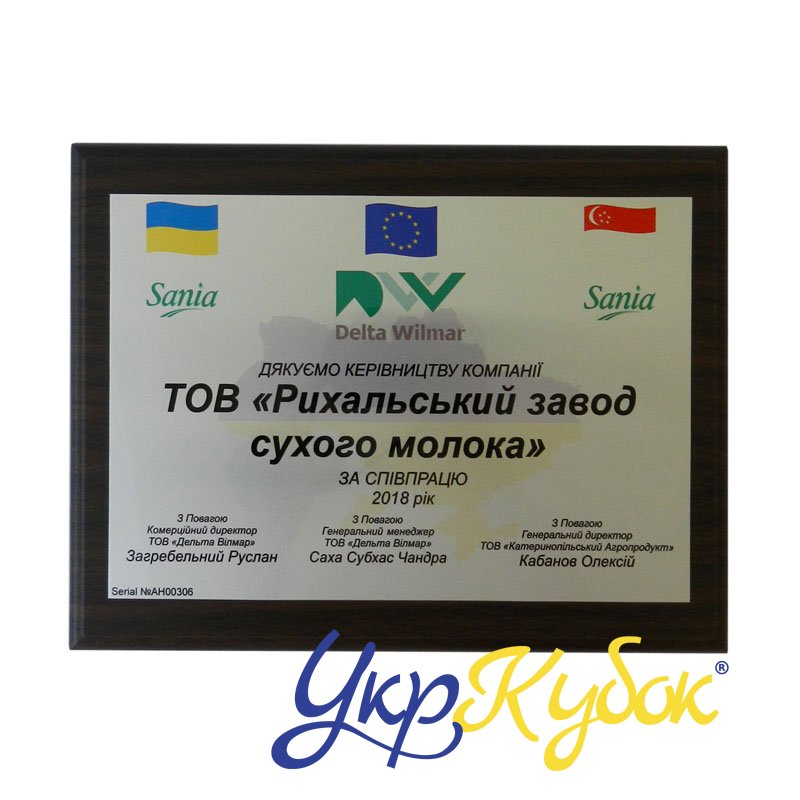 Sania
Delta Wilmar
Sania
ДЯКУЄМО КЕРІВНИЦТВУ КОМПАНІЇ
ТОВ «Рихальський завод
сухого молока»
ЗА СПІВПРАЦЮ
2018 рік
З Повагою
Комерційний директор
ТОВ «Дельта Вілмар»
Загребельний Руслан
З Повагою
Генеральний менеджер
ТОВ «Дельта Вілмар»
Саха Субхас Чандра
З Повагою
Генеральний директор
ТОВ «Катеринопільський Агропродукт»
Кабанов Олексій
Serial №АН00306
УкрКубок®